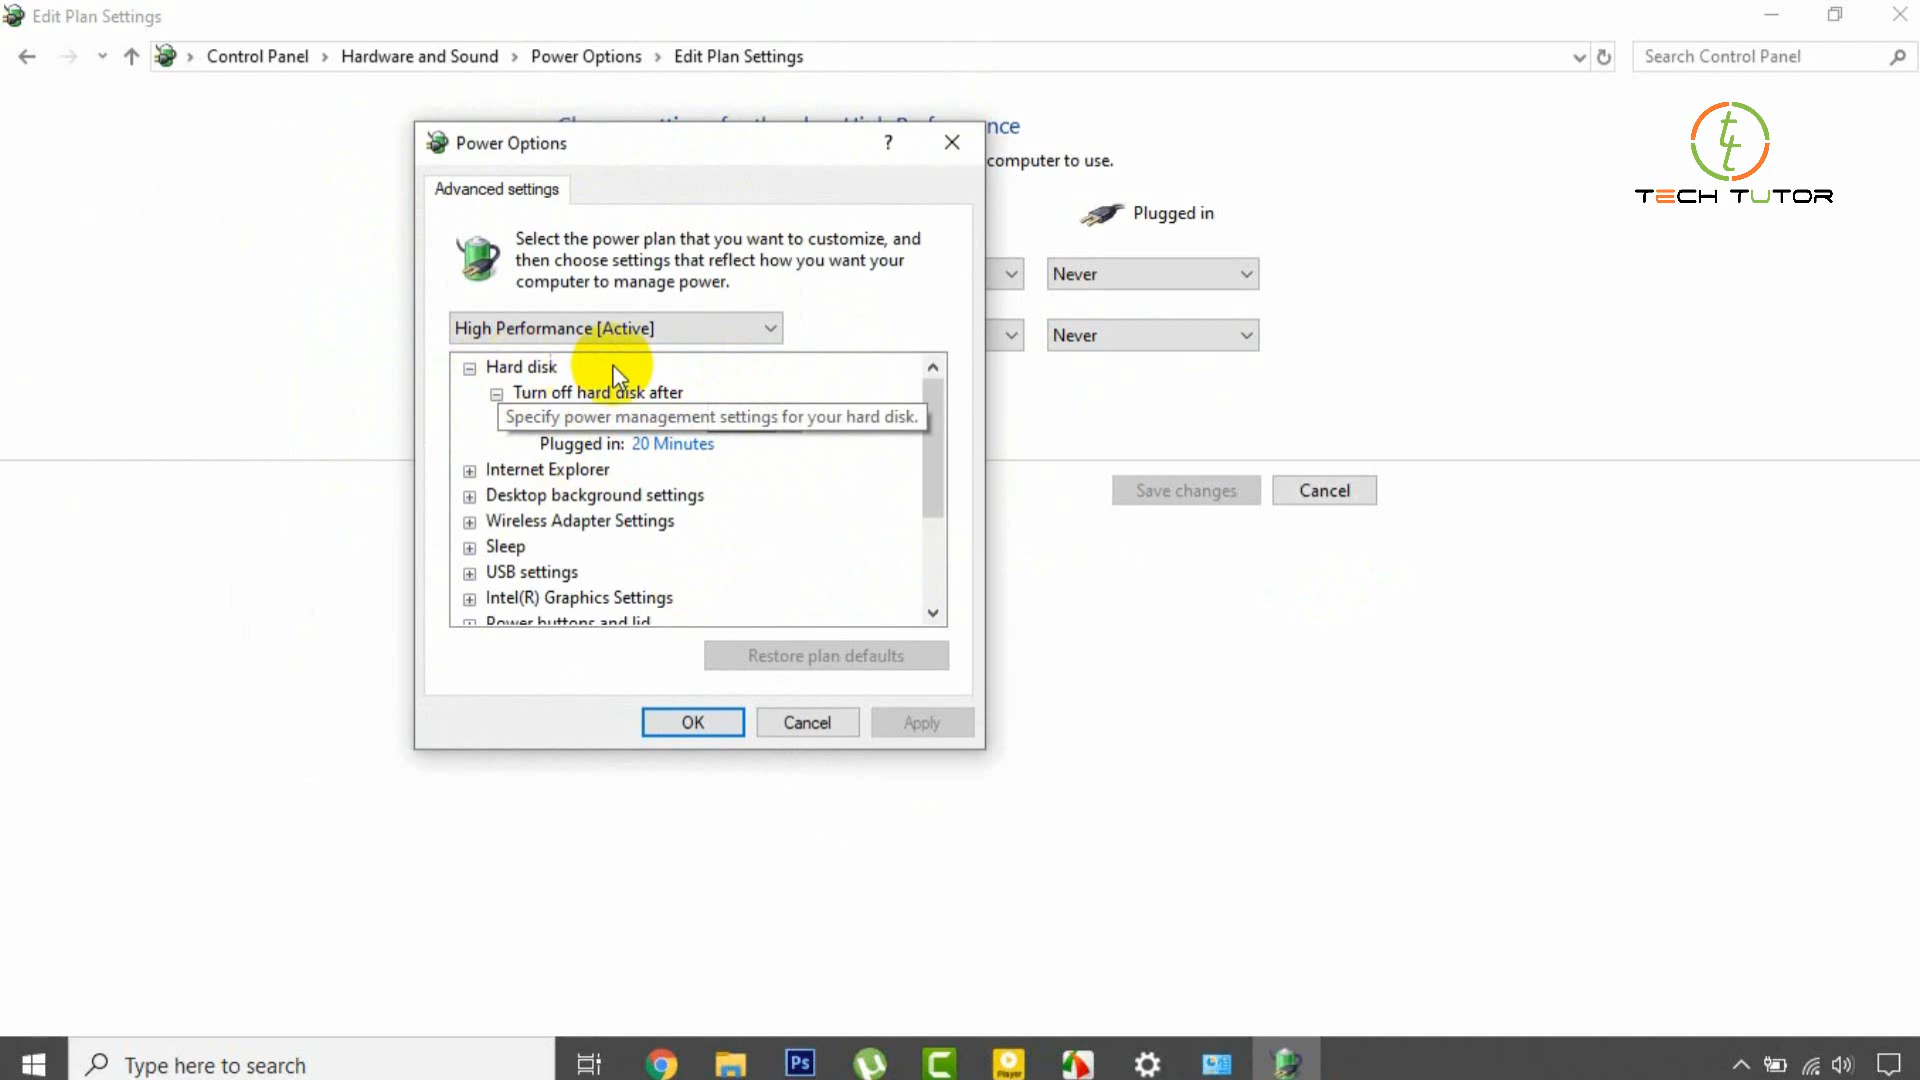 Edit Plan Settings
Control Panel > Hardware and Sound > Power Options > Edit Plan Settings
Search Control Panel
nce
Power Options
?
computer to use.
TECH TUTOR
Advanced settings
Plugged in
Select the power plan that you want to customize, and
then choose settings that reflect how you want your
computer to manage power.
Never
High Performance [Active]
Never
Hard disk
Turn off hard disk after
Specify power management settings for your hard disk.
Plugged in: 20 Minutes
Internet Explorer
Save changes
Cancel
Desktop background settings
Wireless Adapter Settings
Sleep
USB settings
Intel(R) Graphics Settings
Power buttons and lid
Restore plan defaults
OK
Cancel
Apply
Type here to search
Ps
Player